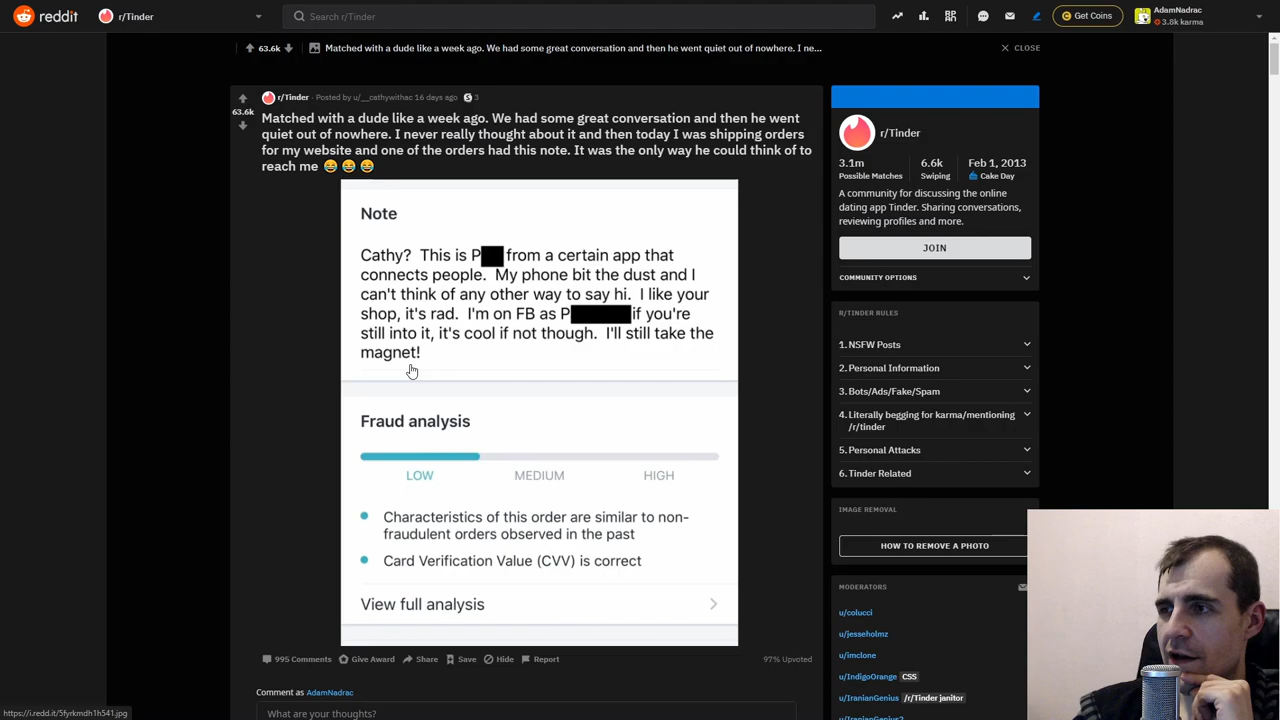 reddit
r/Tinder
Search r/Tinder
Get Coins
AdamNadrac
3.8k karma
63.6k
Matched with a dude like a week ago. We had some great conversation and then he went quiet out of nowhere. I ne...
CLOSE
r/Tinder · Posted by u/__cathywithac 16 days ago 3
63.6k
Matched with a dude like a week ago. We had some great conversation and then he went
quiet out of nowhere. I never really thought about it and then today I was shipping orders
for my website and one of the orders had this note. It was the only way he could think of to
reach me 😂 😂 😂
Note
Cathy? This is P from a certain app that
connects people. My phone bit the dust and I
can't think of any other way to say hi. I like your
shop, it's rad. I'm on FB as P if you're
still into it, it's cool if not though. I'll still take the
magnet!
Fraud analysis
LOW MEDIUM HIGH
Characteristics of this order are similar to non-
fraudulent orders observed in the past
Card Verification Value (CVV) is correct
View full analysis
995 Comments Give Award Share Save Hide Report
97% Upvoted
Comment as AdamNadrac
What are your thoughts?
r/Tinder
3.1m 6.6k Feb 1, 2013
Possible Matches Swiping Cake Day
A community for discussing the online
dating app Tinder. Sharing conversations,
reviewing profiles and more.
JOIN
COMMUNITY OPTIONS
R/TINDER RULES
1. NSFW Posts
2. Personal Information
3. Bots/Ads/Fake/Spam
4. Literally begging for karma/mentioning
/r/tinder
5. Personal Attacks
6. Tinder Related
IMAGE REMOVAL
HOW TO REMOVE A PHOTO
MODERATORS
u/colucci
u/jesseholmz
u/imclone
u/IndigoOrange CSS
u/IranianGenius /r/Tinder janitor
u/IranianGenius2
https://i.redd.it/5fyrkmdh1h541.jpg